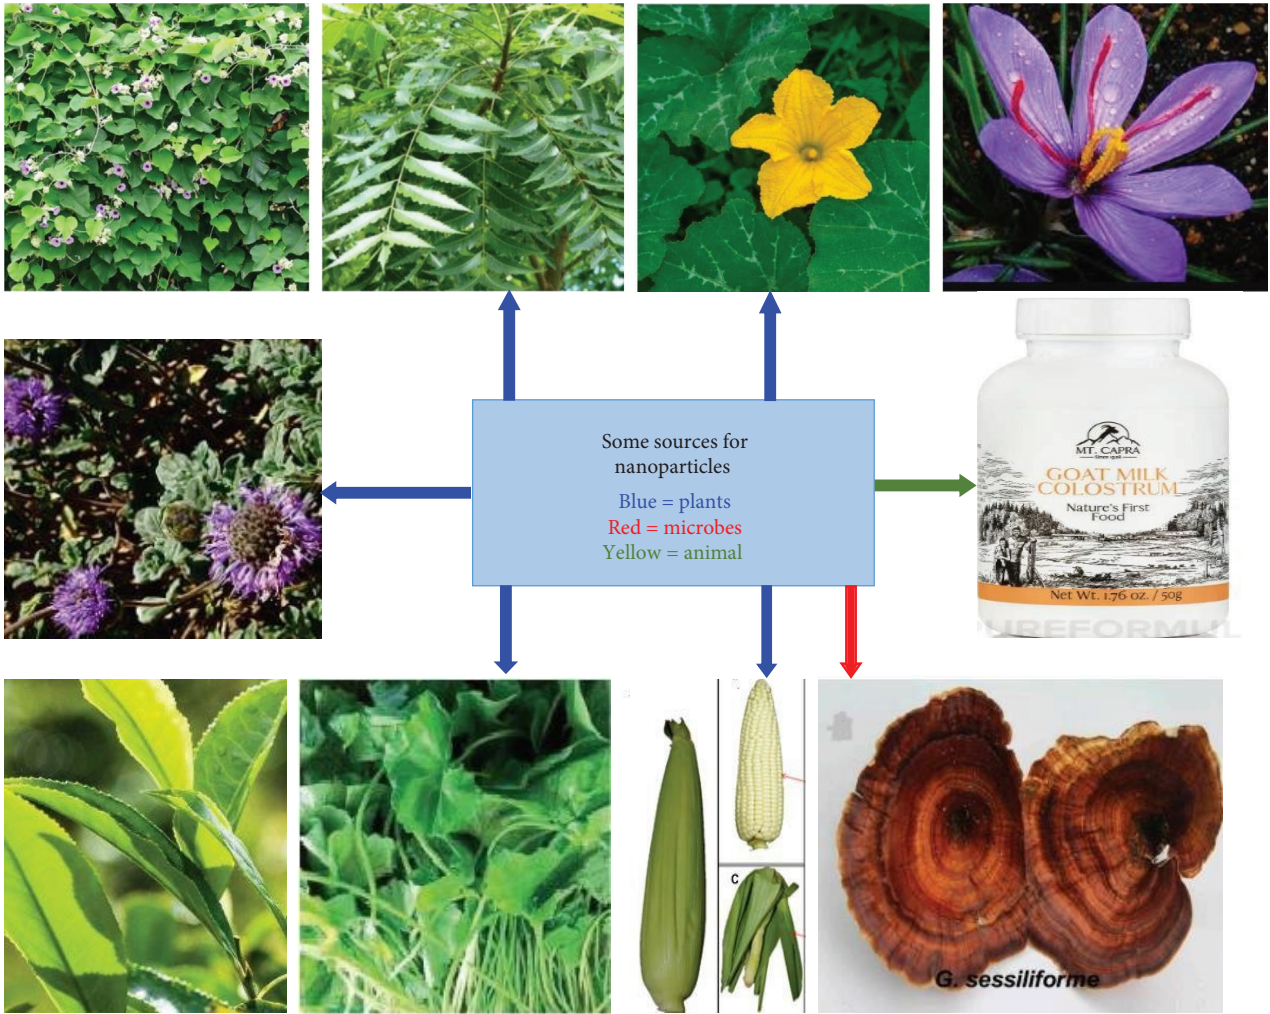 Some sources for
nanoparticles
Blue = plants
Red = microbes
Yellow = animal
MT. CAPRA
GOAT MILK
COLOSTRUM
Nature's First
Food
Net Wt. 1.76 oz. / 50g
PUREFORMUL
C
G. sessiliforme